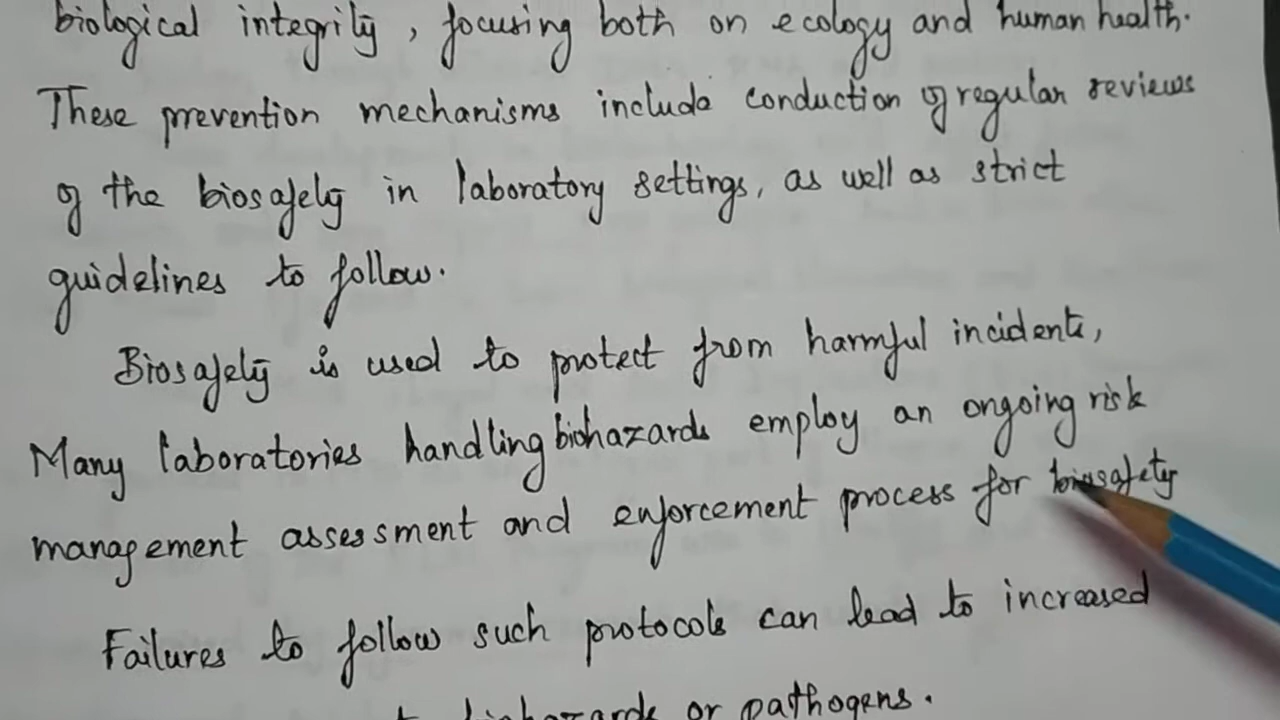 biological integrity, focusing both on ecology and human health.
These prevention mechanisms include conduction of regular reviews
of the biosafety in laboratory settings, as well as strict
guidelines to follow.
Biosafety is used to protect from harmful incidents,
Many laboratories handling biohazards employ an ongoing risk
management assessment and enforcement process for biosafety
Failures to follow such protocols can lead to increased
biohazards or pathogens.